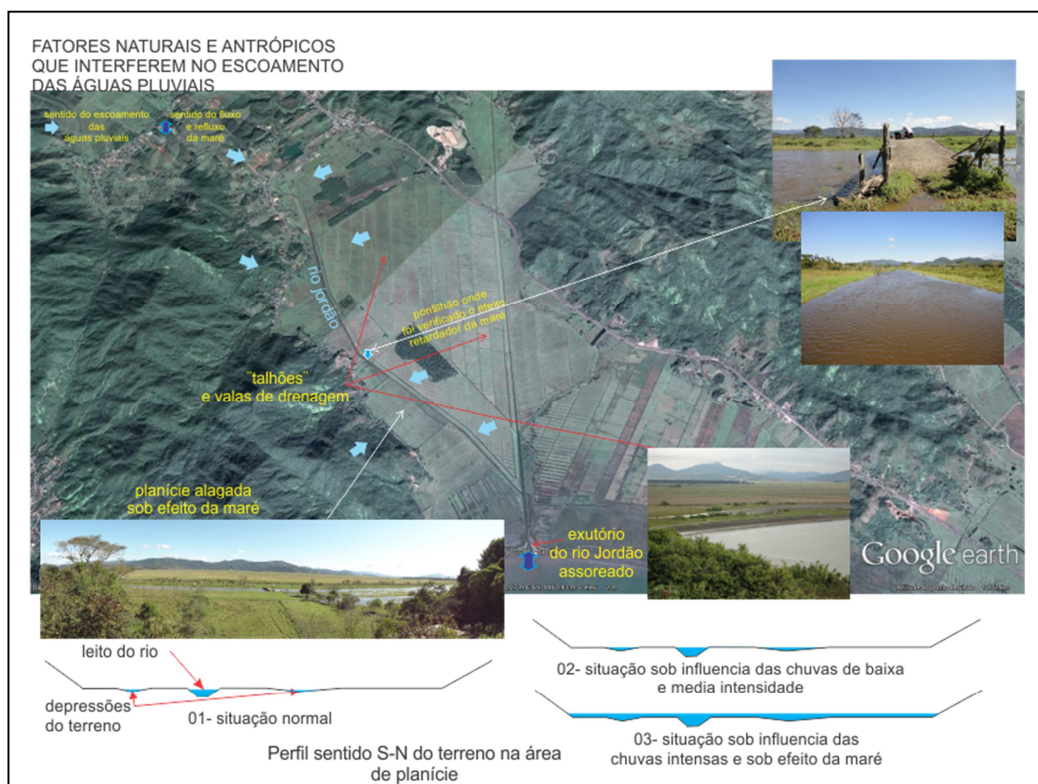 FATORES NATURAIS E ANTRÓPICOS
QUE INTERFEREM NO ESCOAMENTO
DAS ÁGUAS PLUVIAIS
sentido do escoamento
das
águas pluviais
sentido do fluxo
e refluxo
da maré
rio jordão
pontilhão onde
foi verificado o efeito
retardador da maré
¨talhões¨
e valas de drenagem
planície alagada
sob efeito da maré
exutório
do rio Jordão
assoreado
Google earth
leito do rio
depressões
do terreno
01- situação normal
02- situação sob influencia das chuvas de baixa
e media intensidade
03- situação sob influencia das
chuvas intensas e sob efeito da maré
Perfil sentido S-N do terreno na área
de planície